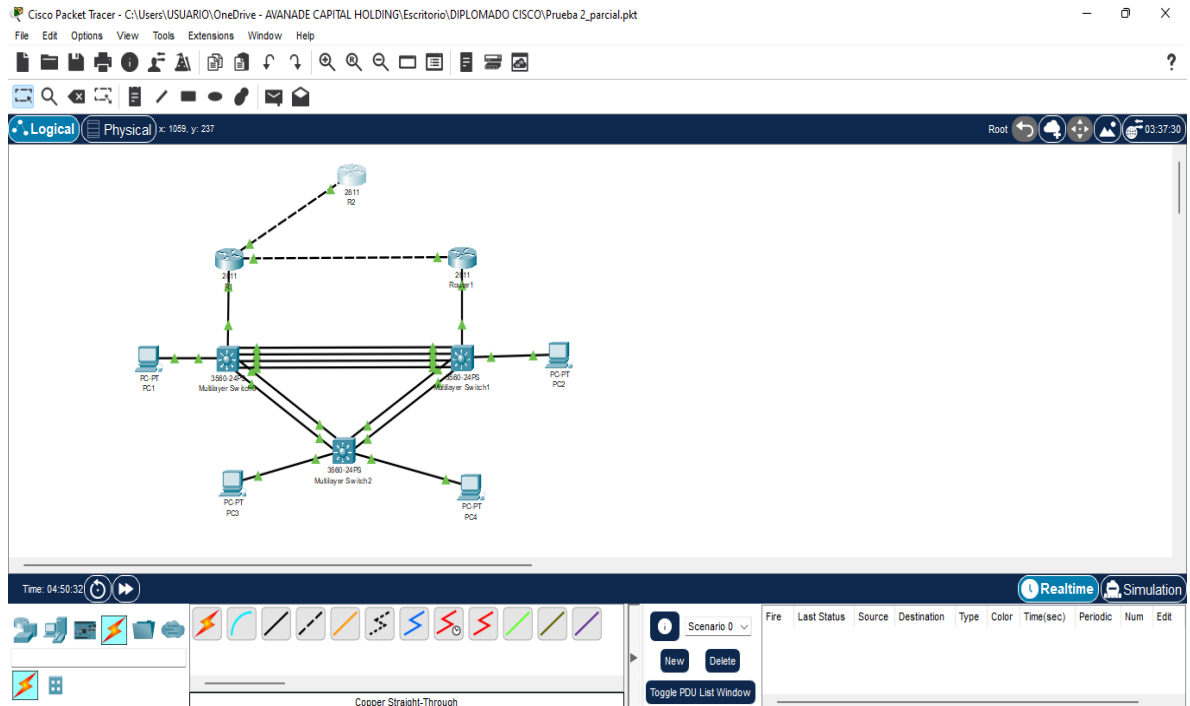 Cisco Packet Tracer - C:\Users\USUARIO\OneDrive - AVANADE CAPITAL HOLDING\Escritorio\DIPLOMADO CISCO\Prueba 2_parcial.pkt
File Edit Options View Tools Extensions Window Help
?
Logical Physical x: 1059, y: 237 Root 03:37:30
2811
R2
2811
R1
2811
Router1
PC-PT
PC1
3560-24PS
Multilayer Switch0
3560-24PS
Multilayer Switch1
PC-PT
PC2
3560-24PS
Multilayer Switch2
PC-PT
PC3
PC-PT
PC4
Time: 04:50:32 Realtime Simulation
Scenario 0
New Delete
Toggle PDU List Window
Fire Last Status Source Destination Type Color Time(sec) Periodic Num Edit
Copper Straight-Through